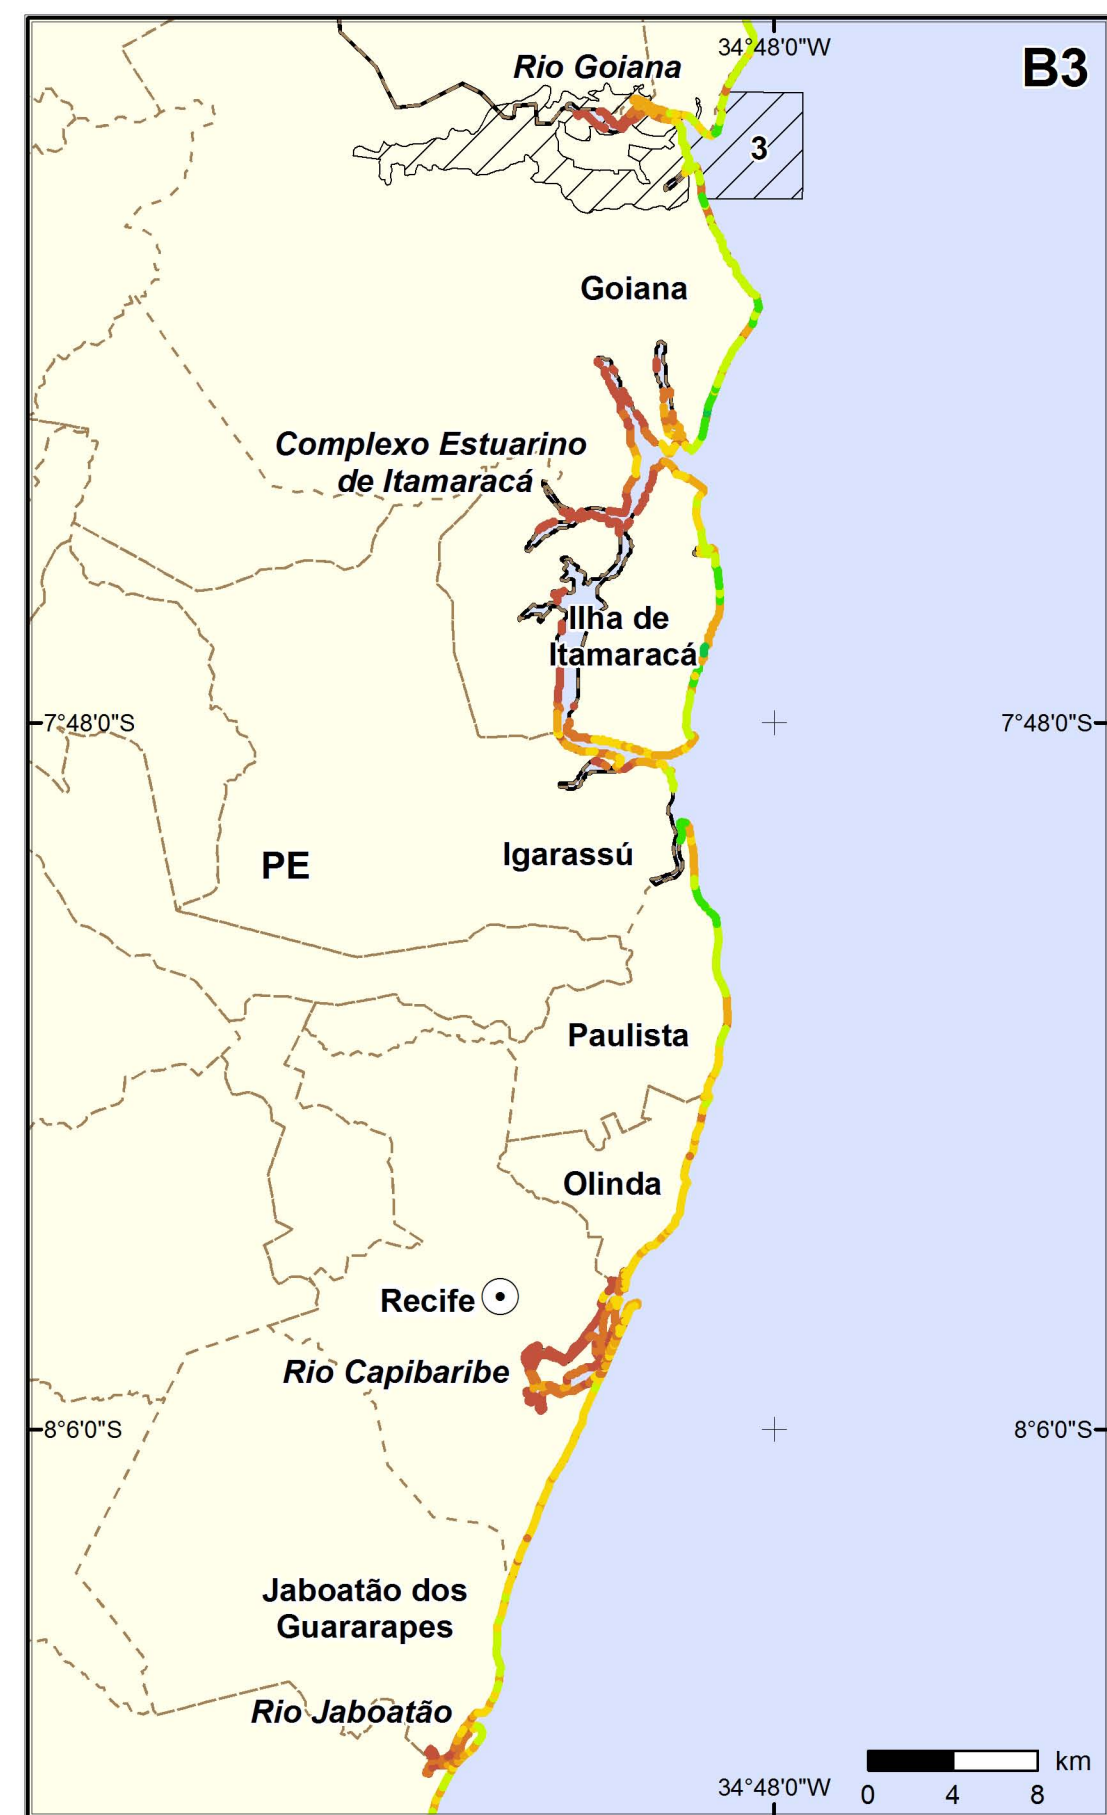 34°48'0"W
B3
Rio Goiana
3
Goiana
Complexo Estuarino
de Itamaracá
Ilha de
Itamaracá
7°48'0"S
7°48'0"S
Igarassú
PE
Paulista
Olinda
Recife
Rio Capibaribe
8°6'0"S
8°6'0"S
Jaboatão dos
Guararapes
Rio Jaboatão
km
34°48'0"W
0 4 8